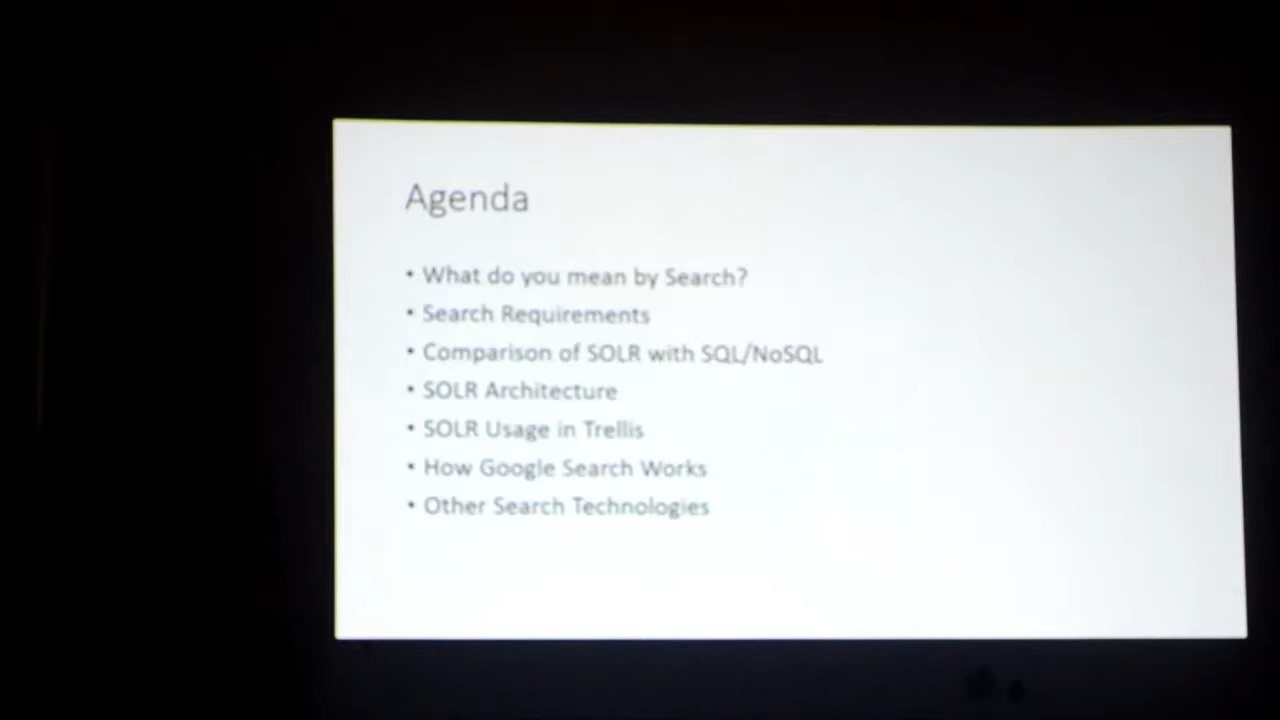 Agenda
• What do you mean by Search?
• Search Requirements
• Comparison of SOLR with SQL/NoSQL
• SOLR Architecture
• SOLR Usage in Trellis
• How Google Search Works
• Other Search Technologies